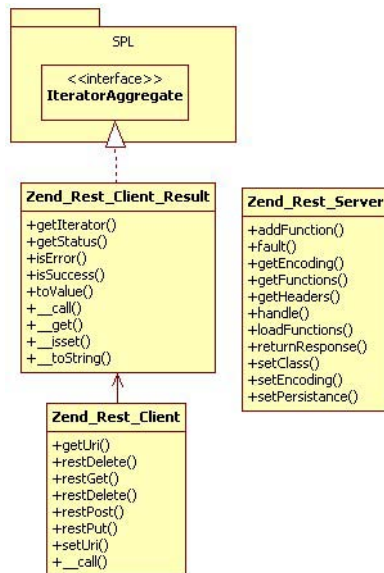 SPL
<<interface>>
IteratorAggregate
Zend_Rest_Client_Result
+getIterator()
+getStatus()
+isError()
+isSuccess()
+toValue()
+__call()
+__get()
+__isset()
+__toString()
Zend_Rest_Server
+addFunction()
+fault()
+getEncoding()
+getFunctions()
+getHeaders()
+handle()
+loadFunctions()
+returnResponse()
+setClass()
+setEncoding()
+setPersistance()
Zend_Rest_Client
+getUri()
+restDelete()
+restGet()
+restDelete()
+restPost()
+restPut()
+setUri()
+__call()